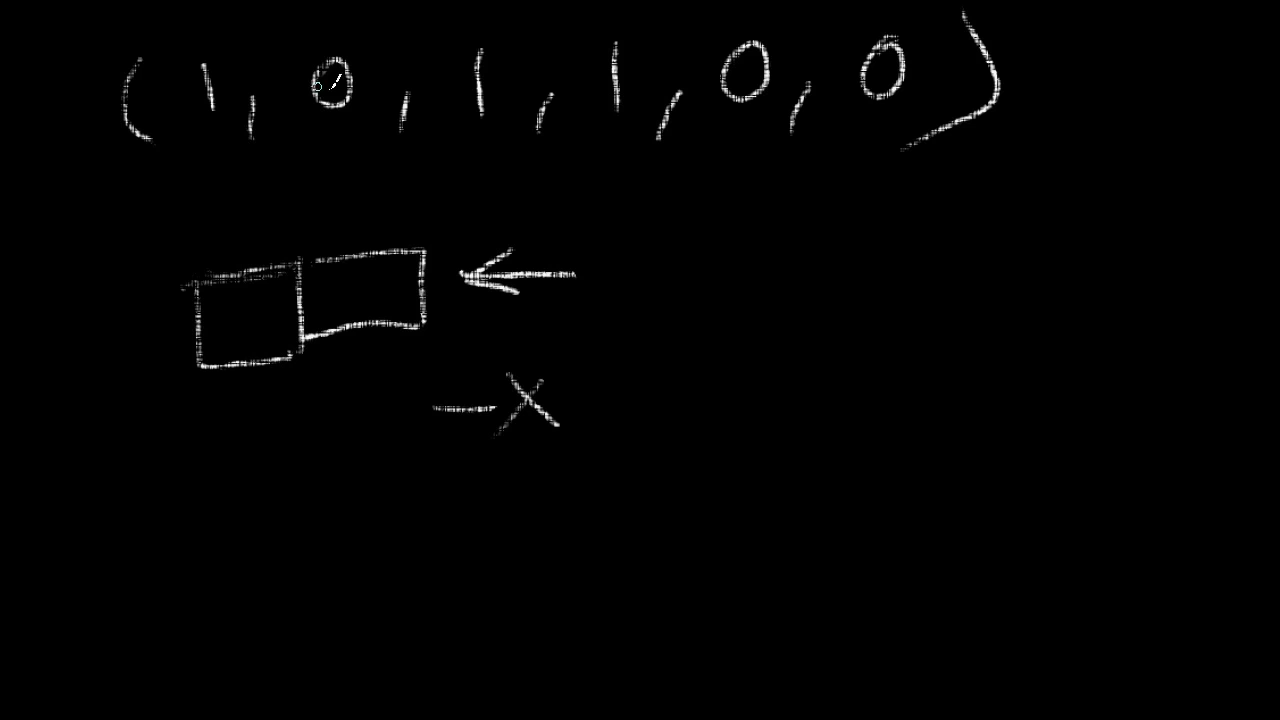 (1, 0, 1, 1, 0, 0)
-x